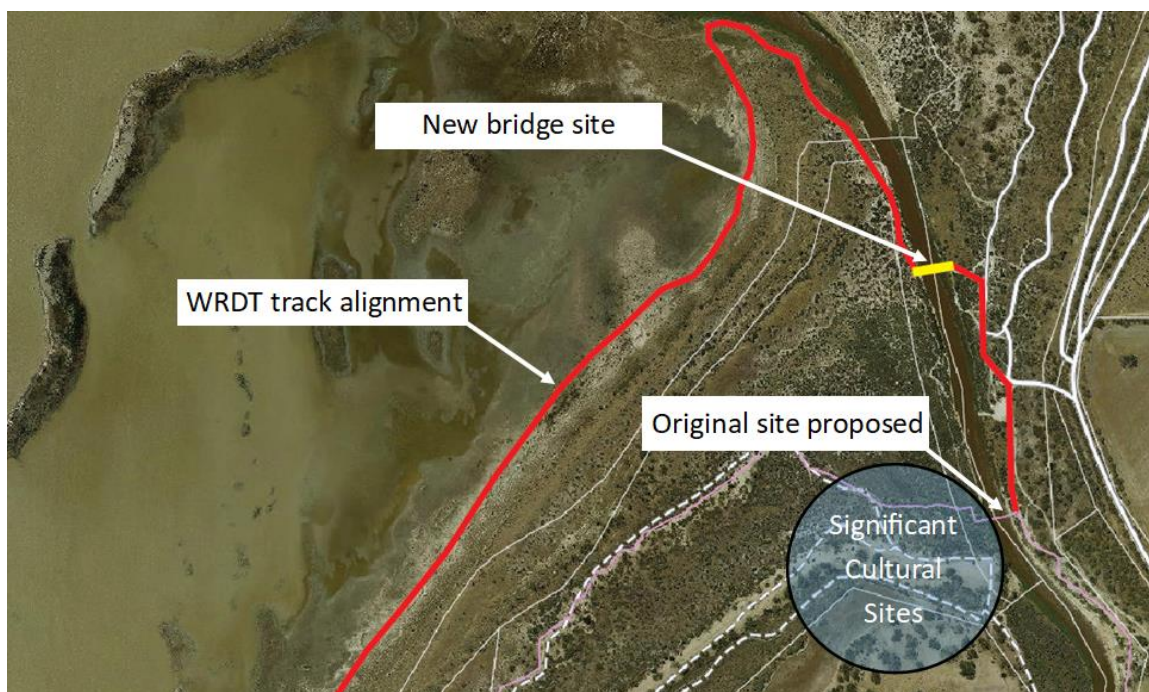 New bridge site
WRDT track alignment
Original site proposed
Significant
Cultural
Sites